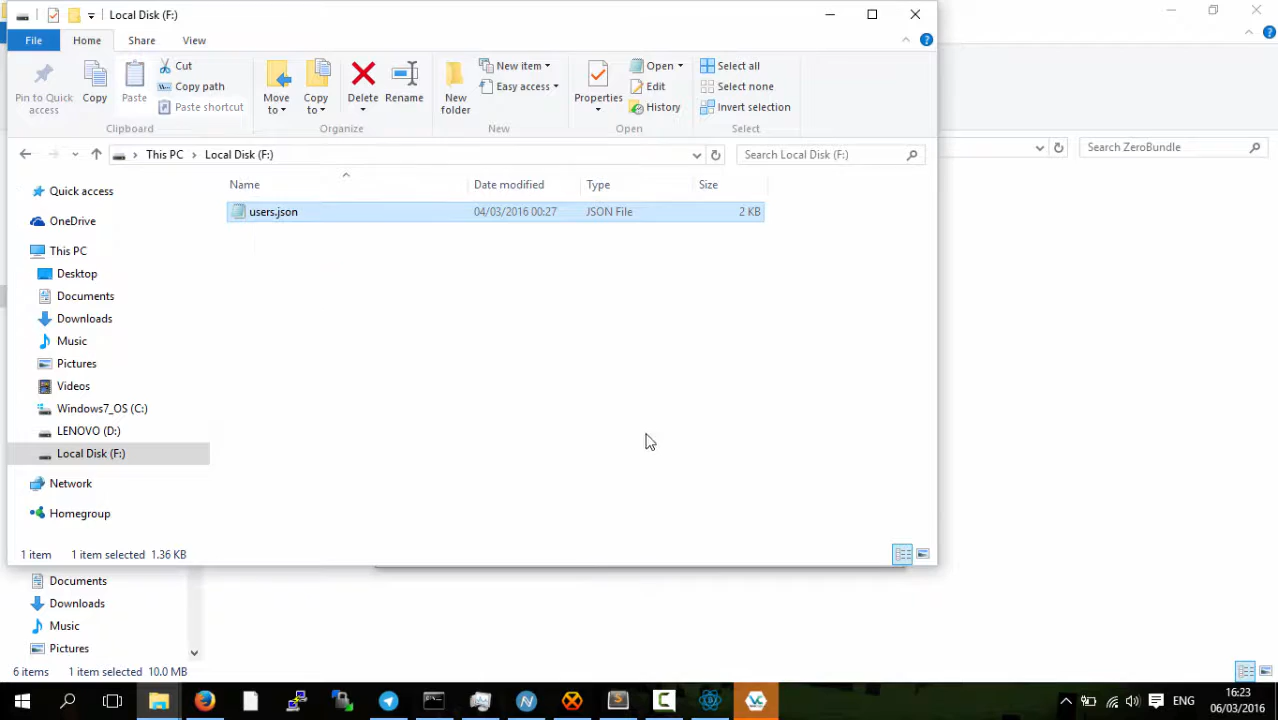 Local Disk (F:)
File Home Share View
Pin to Quick access
Copy
Paste
Cut
Copy path
Paste shortcut
Clipboard
Move to
Copy to
Delete
Rename
Organize
New folder
New item
Easy access
New
Properties
Open
Edit
History
Open
Select all
Select none
Invert selection
Select
This PC Local Disk (F:)
Search Local Disk (F:)
Search ZeroBundle
Name Date modified Type Size
users.json 04/03/2016 00:27 JSON File 2 KB
Quick access
OneDrive
This PC
Desktop
Documents
Downloads
Music
Pictures
Videos
Windows7_OS (C:)
LENOVO (D:)
Local Disk (F:)
Network
Homegroup
1 item 1 item selected 1.36 KB
Documents
Downloads
Music
Pictures
6 items 1 item selected 10.0 MB
ENG
16:23
06/03/2016